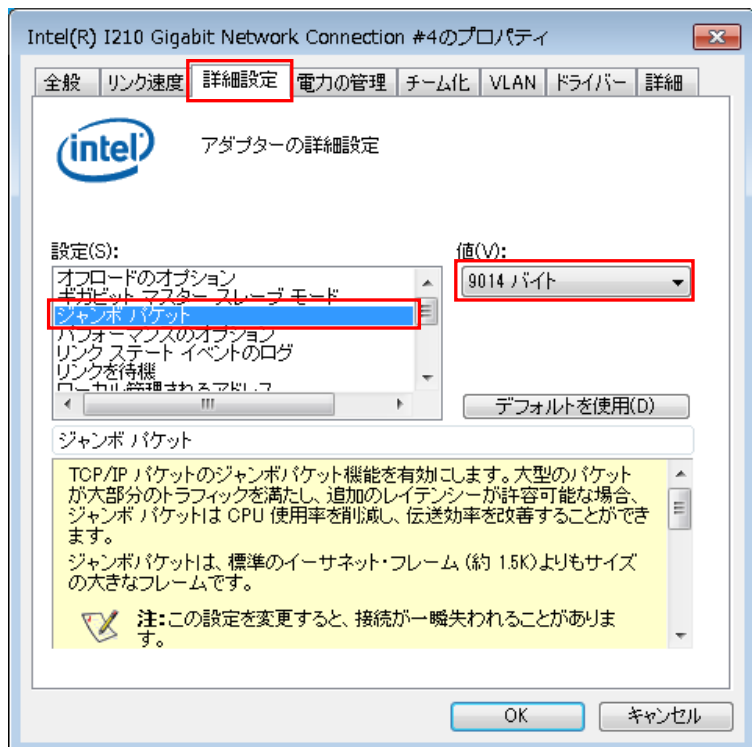 Intel(R) I210 Gigabit Network Connection #4のプロパティ
全般 リンク速度 詳細設定 電力の管理 チーム化 VLAN ドライバー 詳細
intel アダプターの詳細設定
設定(S): 値(V):
オフロードのオプション
9014 バイト
ギガビット マスター スレーブ モード
ジャンボ パケット
パフォーマンスのオプション
リンク ステート イベントのログ
リンクを待機
ローカル管理されるアドレス
デフォルトを使用(D)
ジャンボ パケット
TCP/IP パケットのジャンボパケット機能を有効にします。大型のパケット
が大部分のトラフィックを満たし、追加のレイテンシーが許容可能な場合、
ジャンボ パケットは CPU 使用率を削減し、伝送効率を改善することができ
ます。
ジャンボパケットは、標準のイーサネット・フレーム (約 1.5K)よりもサイズ
の大きなフレームです。
注:この設定を変更すると、接続が一瞬失われることがありま
す。
OK キャンセル